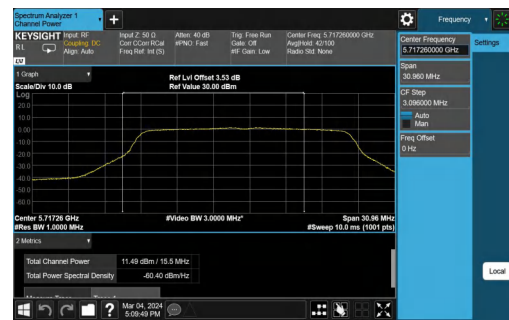 Spectrum Analyzer 1
Channel Power
+
Frequency
KEYSIGHT
RL
Input: RF
Coupling: DC
Align: Auto
Input Z: 50 Ω
Corr CCorr RCal
Freq Ref: Int (S)
Atten: 40 dB
#PNO: Fast
Trig: Free Run
Gate: Off
#IF Gain: Low
Center Freq: 5.717260000 GHz
Avg|Hold: 42/100
Radio Std: None
Center Frequency
5.717260000 GHz
Settings
Span
30.960 MHz
CF Step
3.096000 MHz
Auto
Man
Freq Offset
0 Hz
Local
1 Graph
Scale/Div 10.0 dB
Ref Lvl Offset 3.53 dB
Ref Value 30.00 dBm
Log
20.0
10.0
0.00
-10.0
-20.0
-30.0
-40.0
-50.0
-60.0
Center 5.71726 GHz
#Video BW 3.0000 MHz*
Span 30.96 MHz
#Res BW 1.0000 MHz
#Sweep 10.0 ms (1001 pts)
2 Metrics
Total Channel Power
11.49 dBm / 15.5 MHz
Total Power Spectral Density
-60.40 dBm/Hz
?
Mar 04, 2024
5:09:49 PM